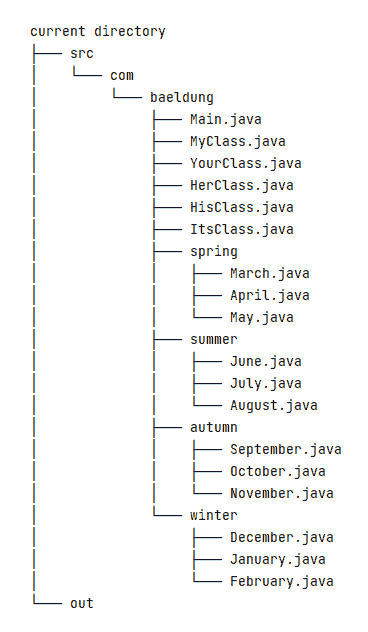 current directory
src
com
baeldung
Main.java
MyClass.java
YourClass.java
HerClass.java
HisClass.java
ItsClass.java
spring
March.java
April.java
May.java
summer
June.java
July.java
August.java
autumn
September.java
October.java
November.java
winter
December.java
January.java
February.java
out